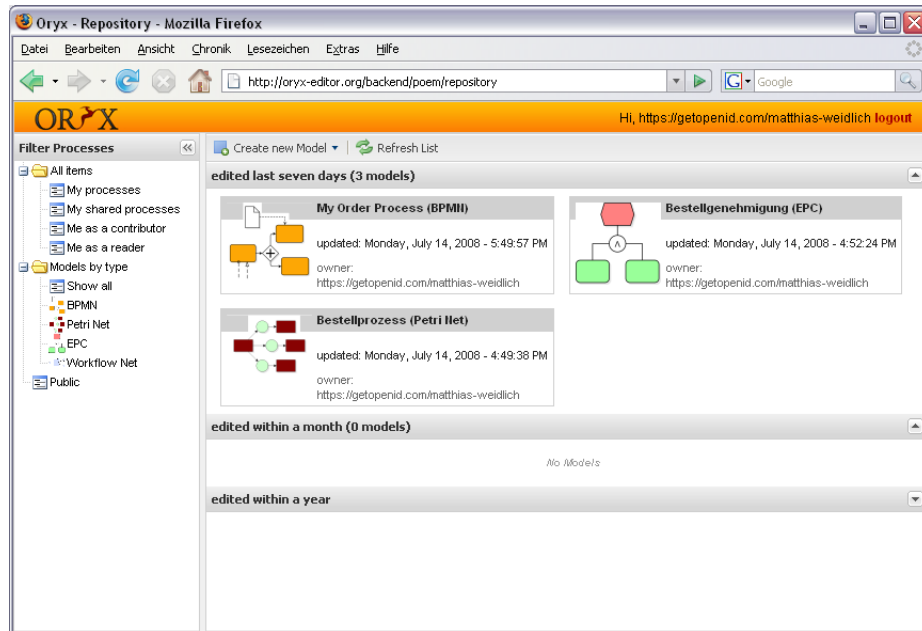 Oryx - Repository - Mozilla Firefox
Datei Bearbeiten Ansicht Chronik Lesezeichen Extras Hilfe
http://oryx-editor.org/backend/poem/repository
G Google
ORYX
Hi, https://getopenid.com/matthias-weidlich logout
Filter Processes
All items
My processes
My shared processes
Me as a contributor
Me as a reader
Models by type
Show all
BPMN
Petri Net
EPC
Workflow Net
Public
Create new Model
Refresh List
edited last seven days (3 models)
My Order Process (BPMN)
updated: Monday, July 14, 2008 - 5:49:57 PM
owner:
https://getopenid.com/matthias-weidlich
Bestellgenehmigung (EPC)
updated: Monday, July 14, 2008 - 4:52:24 PM
owner:
https://getopenid.com/matthias-weidlich
Bestellprozess (Petri Net)
updated: Monday, July 14, 2008 - 4:49:38 PM
owner:
https://getopenid.com/matthias-weidlich
edited within a month (0 models)
No Models
edited within a year